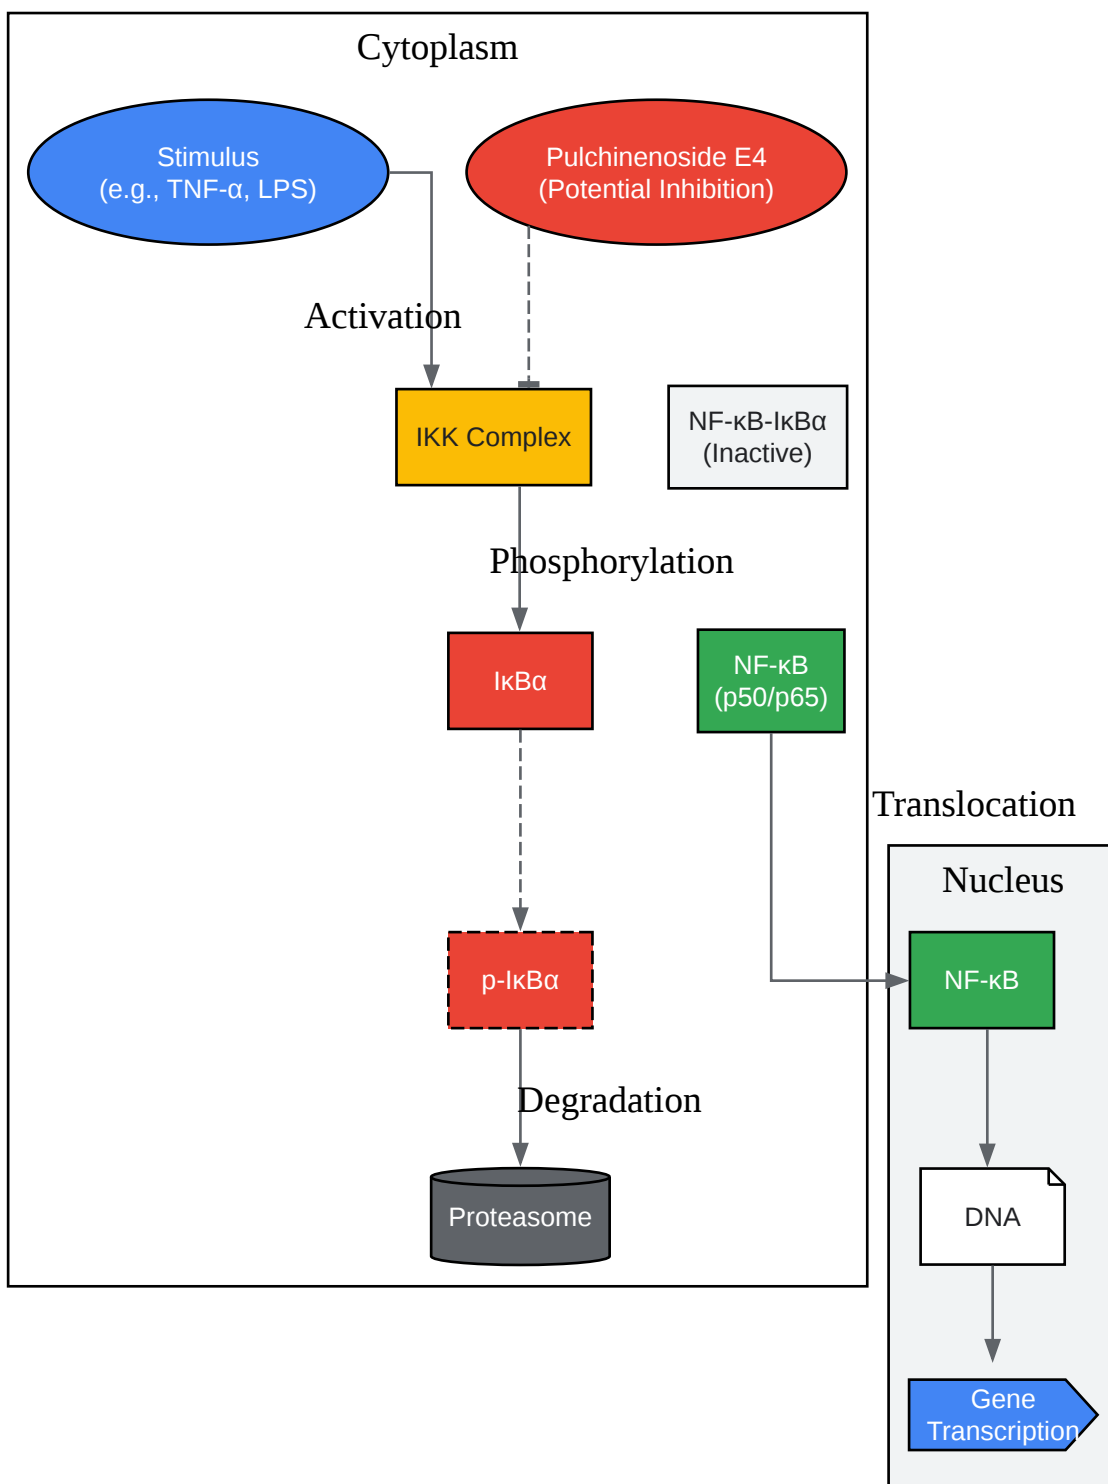 Cytoplasm
Stimulus
(e.g., TNF-α, LPS)
Pulchinenoside E4
(Potential Inhibition)
Activation
IKK Complex
NF-κB-IκBα
(Inactive)
Phosphorylation
IκBα
NF-κB
(p50/p65)
Translocation
Nucleus
p-IκBα
NF-κB
Degradation
Proteasome
DNA
Gene
Transcription